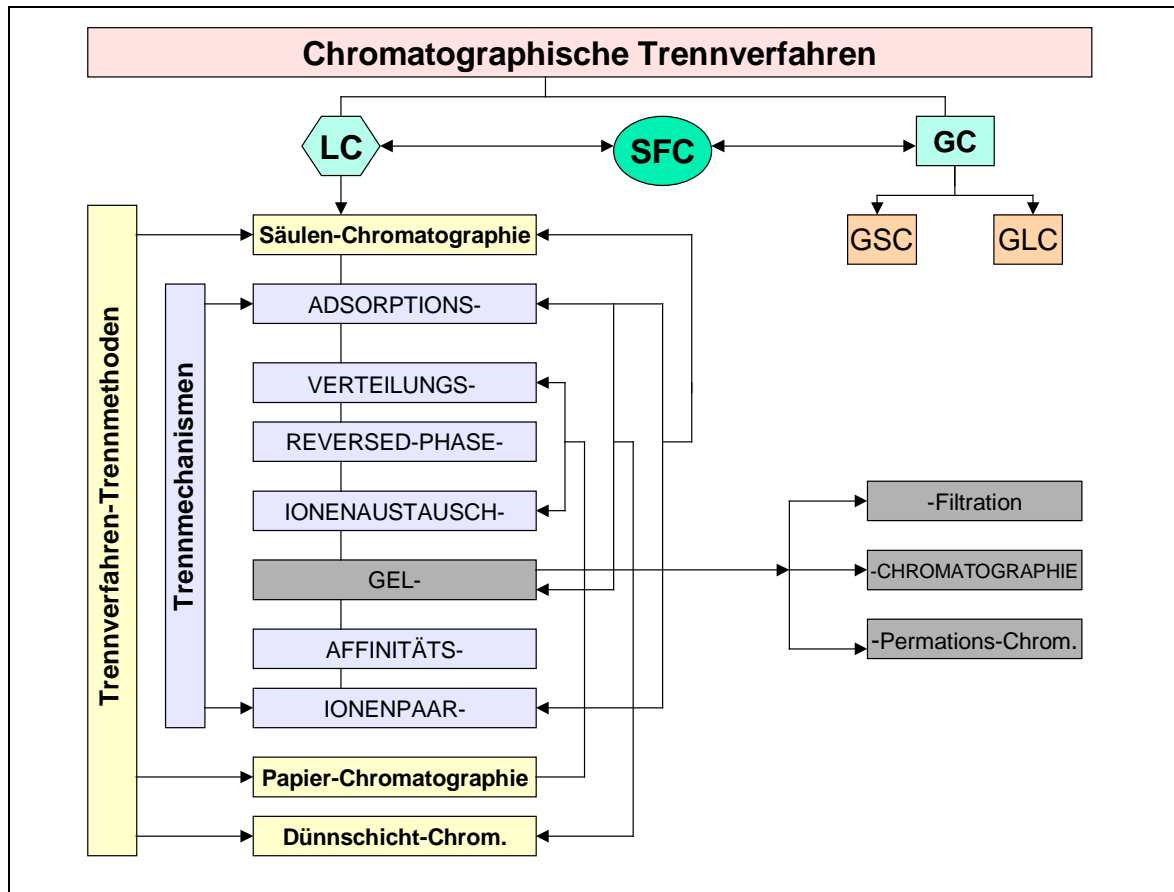 Chromatographische Trennverfahren
LC
SFC
GC
GSC
GLC
Säulen-Chromatographie
ADSORPTIONS-
VERTEILUNGS-
REVERSED-PHASE-
IONENAUSTAUSCH-
GEL-
AFFINITÄTS-
IONENPAAR-
Papier-Chromatographie
Dünnschicht-Chrom.
Trennverfahren-Trennmethoden
Trennmechanismen
-Filtration
-CHROMATOGRAPHIE
-Permations-Chrom.